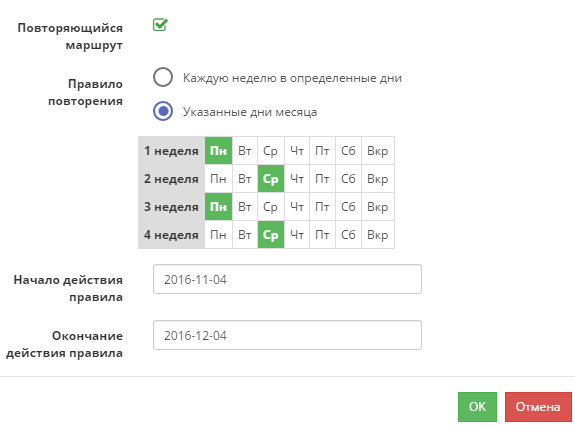 Повторяющийся
маршрут
Правило
повторения
Каждую неделю в определенные дни
Указанные дни месяца
1 неделя Пн Вт Ср Чт Пт Сб Вкр
2 неделя Пн Вт Ср Чт Пт Сб Вкр
3 неделя Пн Вт Ср Чт Пт Сб Вкр
4 неделя Пн Вт Ср Чт Пт Сб Вкр
Начало действия
правила
2016-11-04
Окончание
действия правила
2016-12-04
ОК Отмена